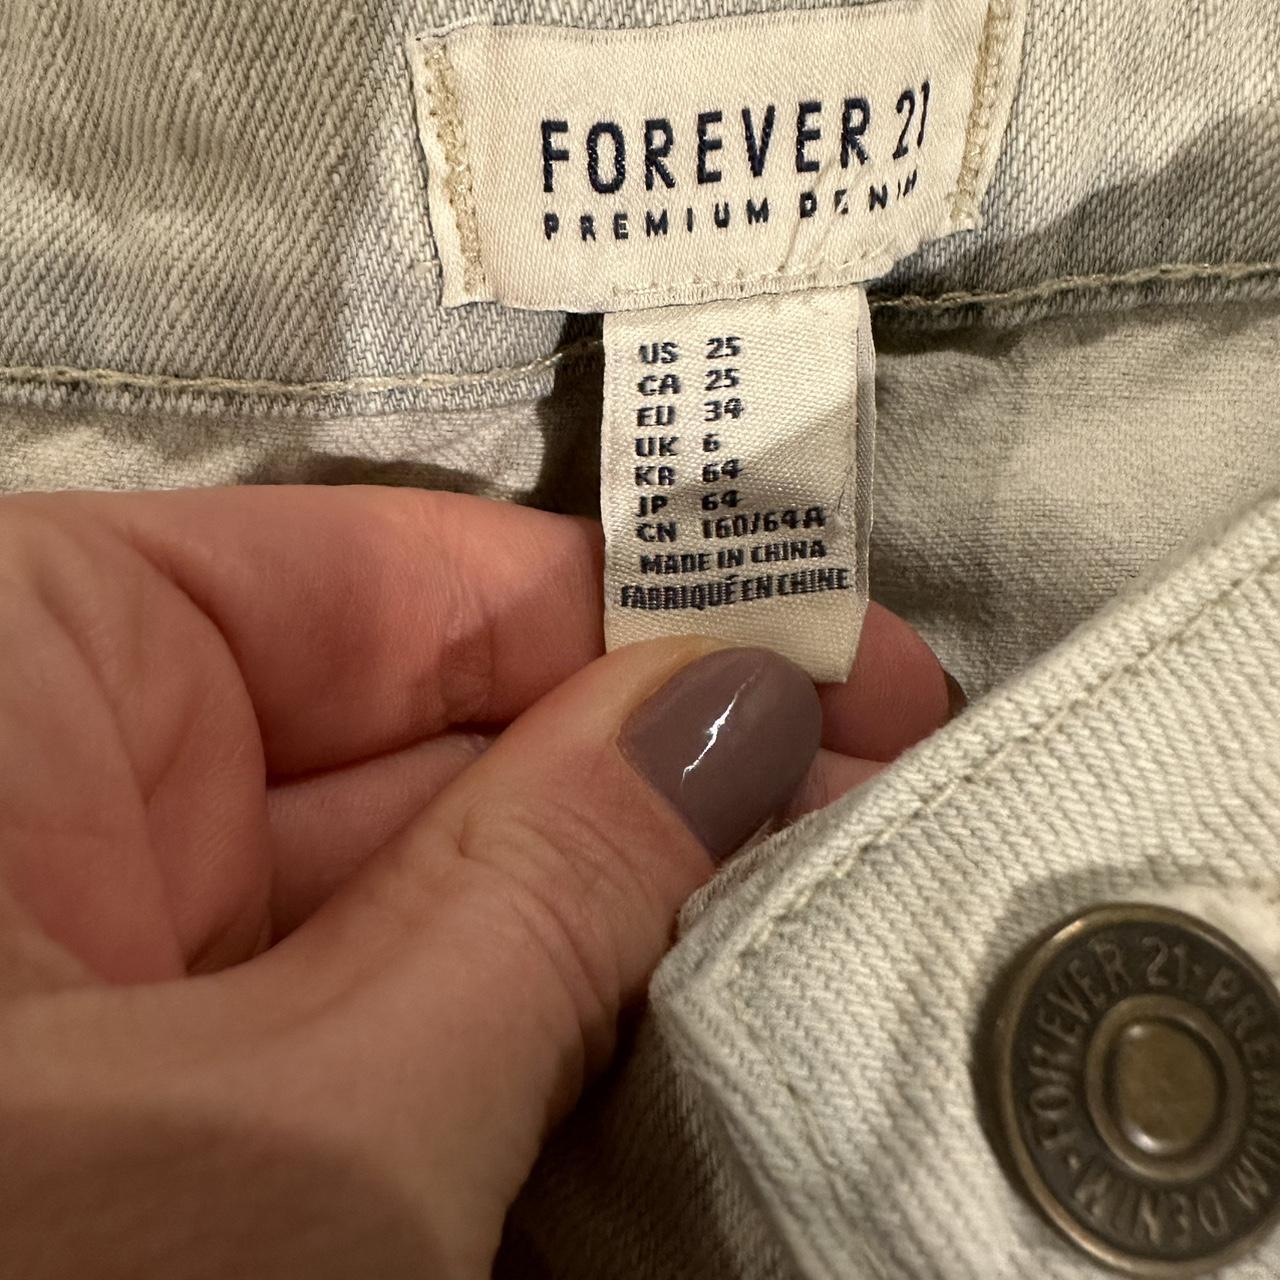 FOREVER 21
PREMIUM DENIM
US 25
CA 25
EU 34
UK 6
KR 64
JP 64
CN 160/64A
MADE IN CHINA
FABRIQUÉ EN CHINE
FOREVER 21 · PREMIUM DENIM ·